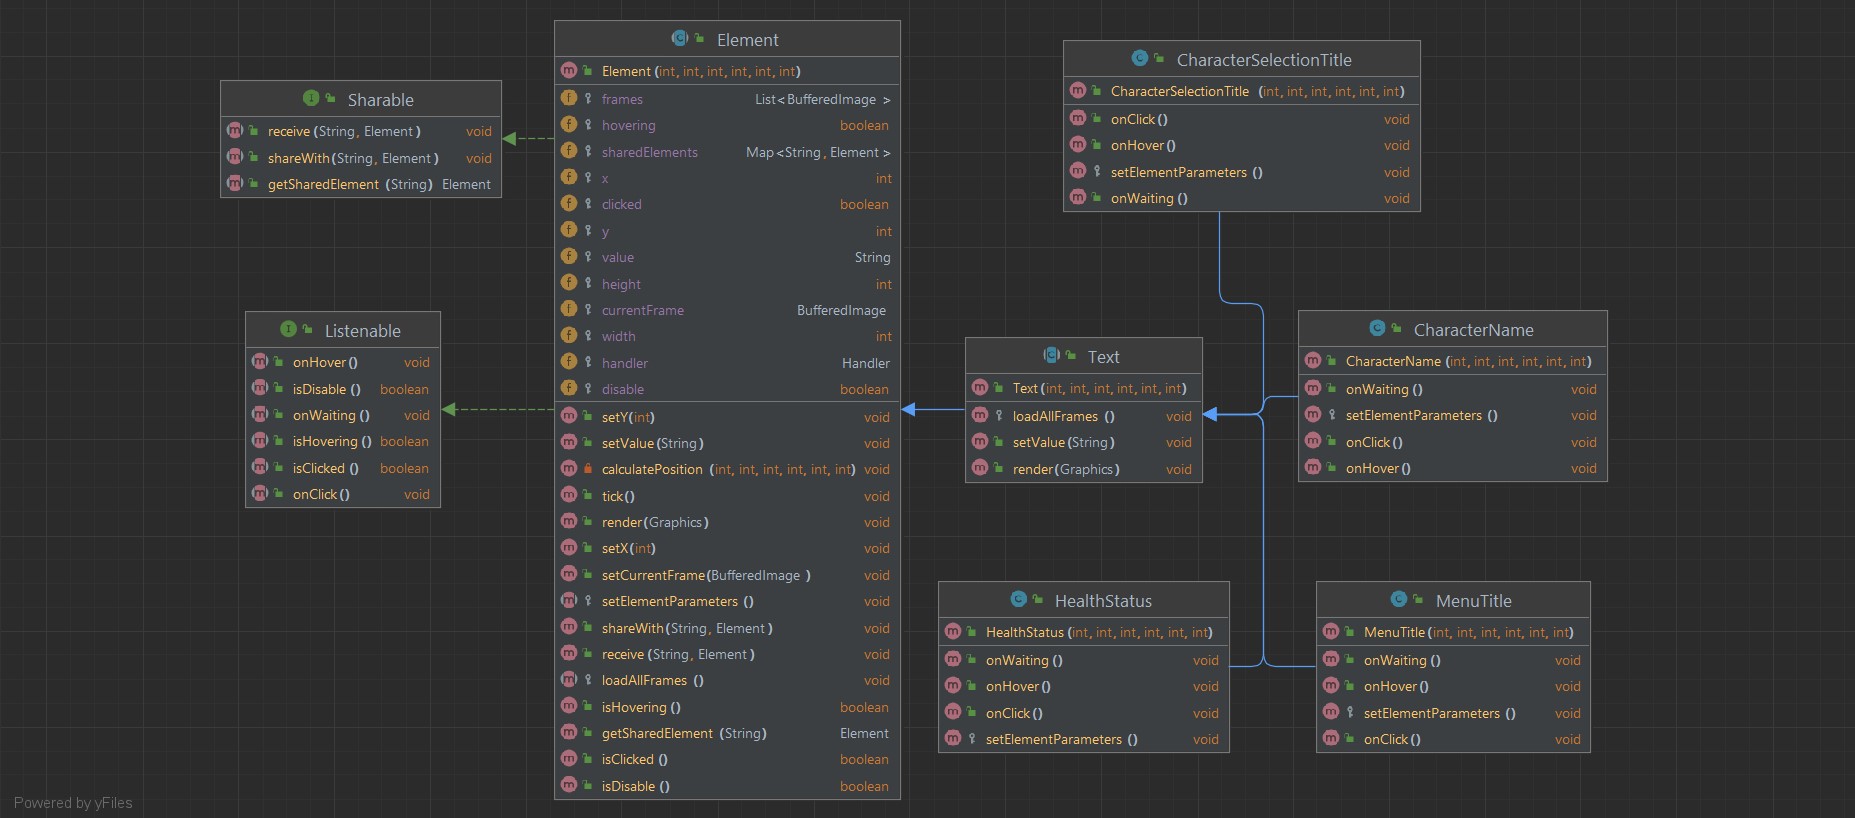 Sharable
receive(String, Element) void
shareWith(String, Element) void
getSharedElement (String) Element
Listenable
onHover() void
isDisable () boolean
onWaiting () void
isHovering () boolean
isClicked () boolean
onClick() void
Element
Element(int, int, int, int, int, int)
frames List<BufferedImage >
hovering boolean
sharedElements Map<String, Element >
x int
clicked boolean
y int
value String
height int
currentFrame BufferedImage
width int
handler Handler
disable boolean
setY(int) void
setValue(String) void
calculatePosition (int, int, int, int, int, int) void
tick() void
render(Graphics) void
setX(int) void
setCurrentFrame(BufferedImage ) void
setElementParameters () void
shareWith(String, Element) void
receive (String, Element) void
loadAllFrames () void
isHovering () boolean
getSharedElement (String) Element
isClicked () boolean
isDisable () boolean
Text
Text(int, int, int, int, int, int)
loadAllFrames () void
setValue(String) void
render(Graphics) void
CharacterSelectionTitle
CharacterSelectionTitle (int, int, int, int, int, int)
onClick() void
onHover() void
setElementParameters () void
onWaiting () void
CharacterName
CharacterName (int, int, int, int, int, int)
onWaiting () void
setElementParameters () void
onClick() void
onHover() void
HealthStatus
HealthStatus(int, int, int, int, int, int)
onWaiting () void
onHover() void
onClick() void
setElementParameters () void
MenuTitle
MenuTitle(int, int, int, int, int, int)
onWaiting () void
onHover() void
setElementParameters () void
onClick() void
Powered by yFiles